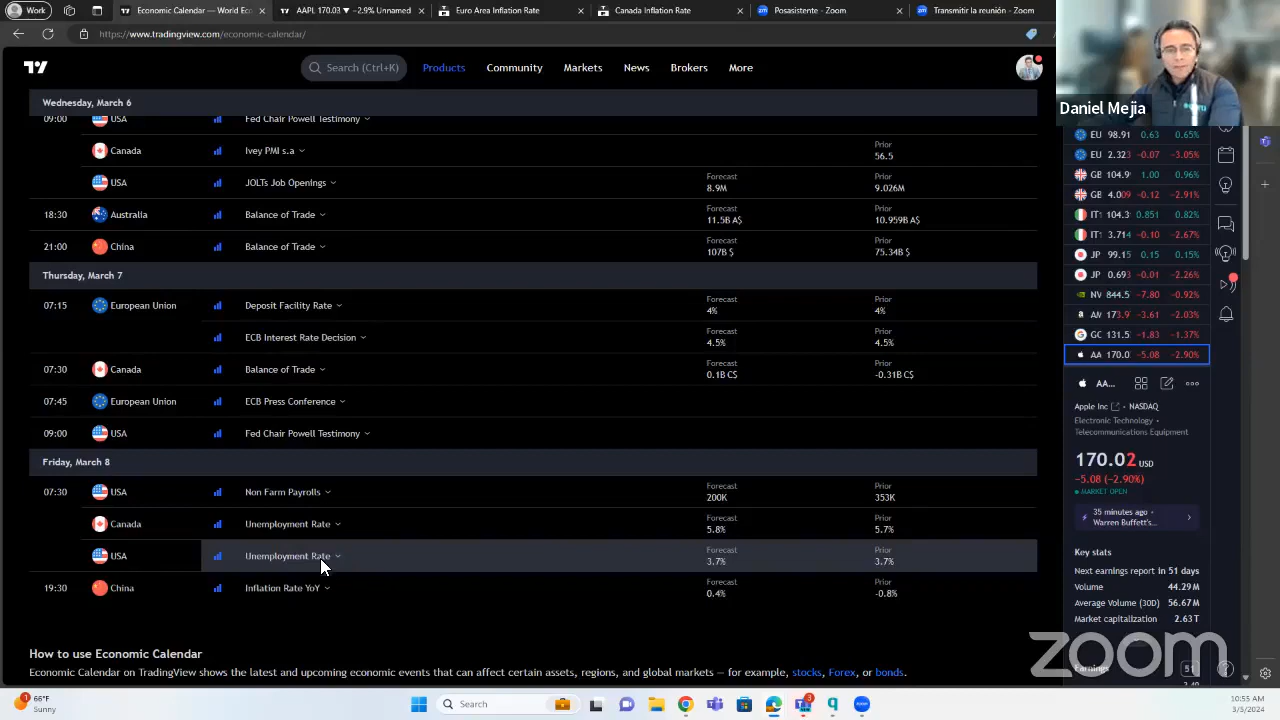 Work
Economic Calendar — World Ec
AAPL 170.03 ▼ −2.9% Unnamed
Euro Area Inflation Rate
Canada Inflation Rate
Posasistente - Zoom
Transmitir la reunión - Zoom
https://www.tradingview.com/economic-calendar/
Search (Ctrl+K)
Products
Community
Markets
News
Brokers
More
Daniel Mejia
Wednesday, March 6
09:00 USA Fed Chair Powell Testimony
Canada Ivey PMI s.a Prior
56.5
USA JOLTs Job Openings Forecast Prior
8.9M 9.026M
18:30 Australia Balance of Trade Forecast Prior
11.5B A$ 10.959B A$
21:00 China Balance of Trade Forecast Prior
107B $ 75.34B $
Thursday, March 7
07:15 European Union Deposit Facility Rate Forecast Prior
4% 4%
ECB Interest Rate Decision Forecast Prior
4.5% 4.5%
07:30 Canada Balance of Trade Forecast Prior
0.1B C$ -0.31B C$
07:45 European Union ECB Press Conference
09:00 USA Fed Chair Powell Testimony
Friday, March 8
07:30 USA Non Farm Payrolls Forecast Prior
200K 353K
Canada Unemployment Rate Forecast Prior
5.8% 5.7%
USA Unemployment Rate Forecast Prior
3.7% 3.7%
19:30 China Inflation Rate YoY Forecast Prior
0.4% -0.8%
How to use Economic Calendar
Economic Calendar on TradingView shows the latest and upcoming economic events that can affect certain assets, regions, and global markets — for example, stocks, Forex, or bonds.
EU 98.91 0.63 0.65%
EU 2.323 −0.07 −3.05%
GB 104.9 1.00 0.96%
GB 4.009 −0.12 −2.91%
IT 104.3 0.851 0.82%
IT 3.714 −0.10 −2.67%
JP 99.15 0.15 0.15%
JP 0.693 −0.01 −2.26%
NV 844.5 −7.80 −0.92%
AM 173.9 −3.61 −2.03%
GO 131.5 −1.83 −1.37%
AA 170.0 −5.08 −2.90%
AA...
Apple Inc • NASDAQ
Electronic Technology •
Telecommunications Equipment
170.02 USD
−5.08 (−2.90%)
MARKET OPEN
35 minutes ago •
Warren Buffett's...
Key stats
Next earnings report in 51 days
Volume 44.29M
Average Volume (30D) 56.67M
Market capitalization 2.63T
Earnings 51
zoom
66°F
Sunny
Search
3
10:55 AM
3/5/2024